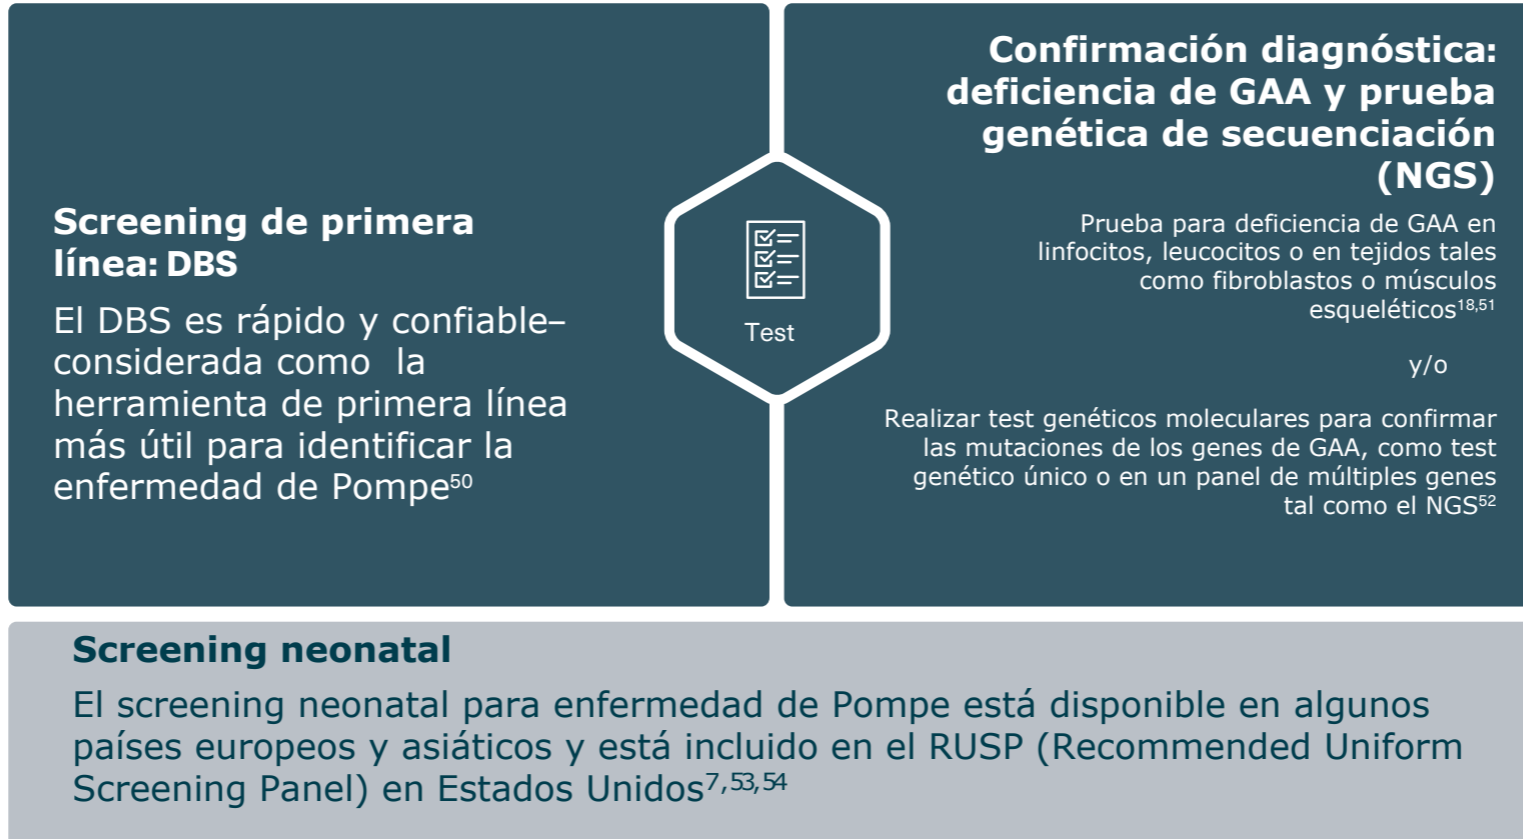 Screening de primera
línea: DBS
El DBS es rápido y confiable–
considerada como  la
herramienta de primera línea
más útil para identificar la
enfermedad de Pompe⁵⁰
Test
Confirmación diagnóstica:
deficiencia de GAA y prueba
genética de secuenciación
(NGS)
Prueba para deficiencia de GAA en
linfocitos, leucocitos o en tejidos tales
como fibroblastos o músculos
esqueléticos¹⁸,⁵¹
y/o
Realizar test genéticos moleculares para confirmar
las mutaciones de los genes de GAA, como test
genético único o en un panel de múltiples genes
tal como el NGS⁵²
Screening neonatal
El screening neonatal para enfermedad de Pompe está disponible en algunos
países europeos y asiáticos y está incluido en el RUSP (Recommended Uniform
Screening Panel) en Estados Unidos⁷,⁵³,⁵⁴